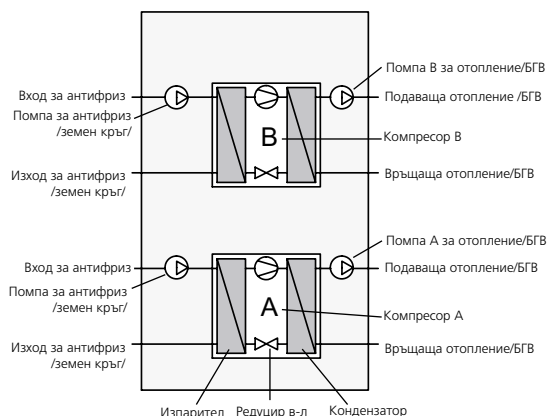 Помпа B за отопление/БГВ
Вход за антифриз
Подаваща отопление /БГВ
Помпа за антифриз
/земен кръг/
B
Компресор B
Изход за антифриз
/земен кръг/
Връщаща отопление/БГВ
Помпа A за отопление/БГВ
Вход за антифриз
Подаваща отопление/БГВ
Помпа за антифриз
/земен кръг/
A
Компресор A
Изход за антифриз
/земен кръг/
Връщаща отопление/БГВ
Изпарител
Редуцир в-л
Кондензатор